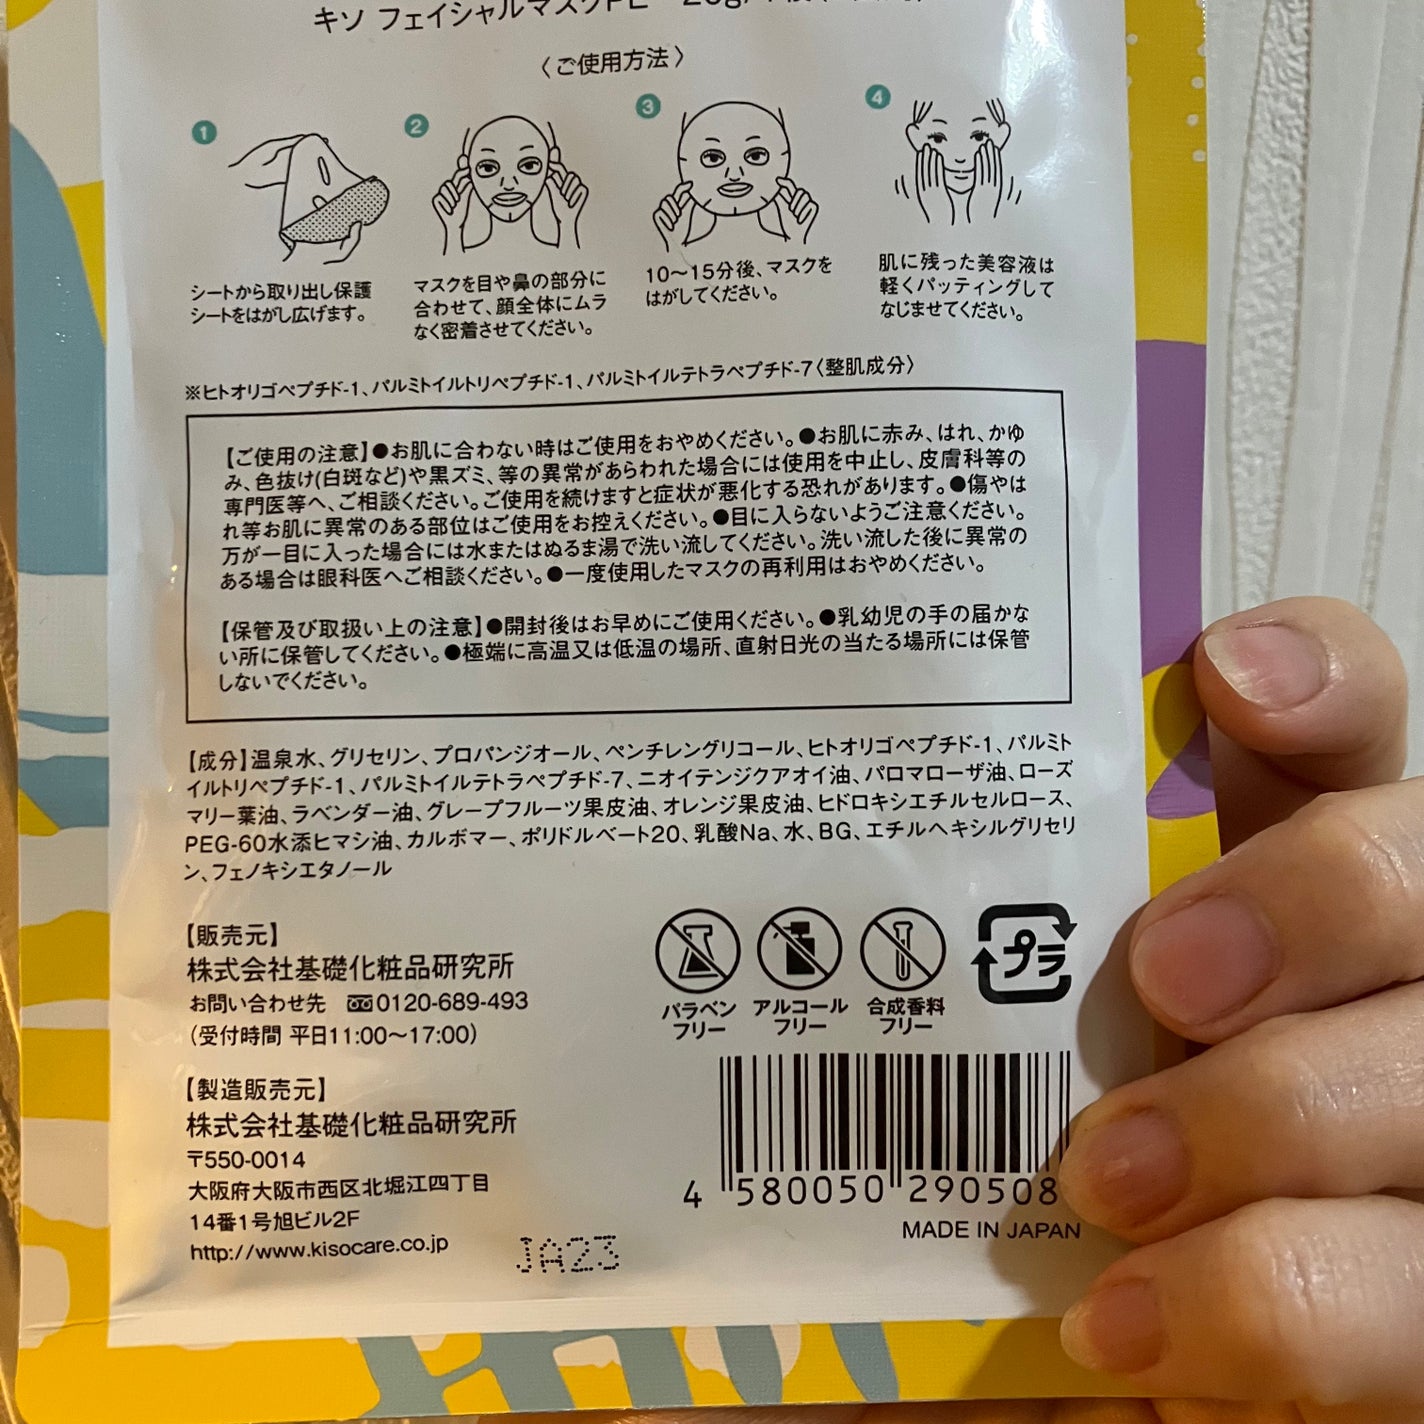 キソ フェイシャルマスクPE
〈ご使用方法〉
1
シートから取り出し保護
シートをはがし広げます。
2
マスクを目や鼻の部分に
合わせて、顔全体にムラ
なく密着させてください。
3
10〜15分後、マスクを
はがしてください。
4
肌に残った美容液は
軽くパッティングして
なじませてください。
※ヒトオリゴペプチド-1、パルミトイルトリペプチド-1、パルミトイルテトラペプチド-7〈整肌成分〉
【ご使用の注意】●お肌に合わない時はご使用をおやめください。●お肌に赤み、はれ、かゆ
み、色抜け(白斑など)や黒ズミ、等の異常があらわれた場合には使用を中止し、皮膚科等の
専門医等へ、ご相談ください。ご使用を続けますと症状が悪化する恐れがあります。●傷やは
れ等お肌に異常のある部位はご使用をお控えください。●目に入らないようご注意ください。
万が一目に入った場合には水またはぬるま湯で洗い流してください。洗い流した後に異常の
ある場合は眼科医へご相談ください。●一度使用したマスクの再利用はおやめください。
【保管及び取扱い上の注意】●開封後はお早めにご使用ください。●乳幼児の手の届かな
い所に保管してください。●極端に高温又は低温の場所、直射日光の当たる場所には保管
しないでください。
【成分】温泉水、グリセリン、プロパンジオール、ペンチレングリコール、ヒトオリゴペプチド-1、パルミト
イルトリペプチド-1、パルミトイルテトラペプチド-7、ニオイテンジクアオイ油、パロマローザ油、ローズ
マリー葉油、ラベンダー油、グレープフルーツ果皮油、オレンジ果皮油、ヒドロキシエチルセルロース、
PEG-60水添ヒマシ油、カルボマー、ポリドルベート20、乳酸Na、水、BG、エチルヘキシルグリセリ
ン、フェノキシエタノール
【販売元】
株式会社基礎化粧品研究所
お問い合わせ先 0120-689-493
(受付時間 平日11:00〜17:00)
パラベン
フリー
アルコール
フリー
合成香料
フリー
プラ
【製造販売元】
株式会社基礎化粧品研究所
〒550-0014
大阪府大阪市西区北堀江四丁目
14番1号旭ビル2F
http://www.kisocare.co.jp
JA23
4 580050 290508
MADE IN JAPAN